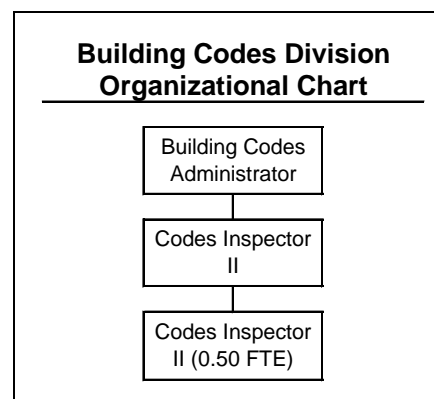 Building Codes Division
Organizational Chart
Building Codes
Administrator
Codes Inspector
II
Codes Inspector
II (0.50 FTE)